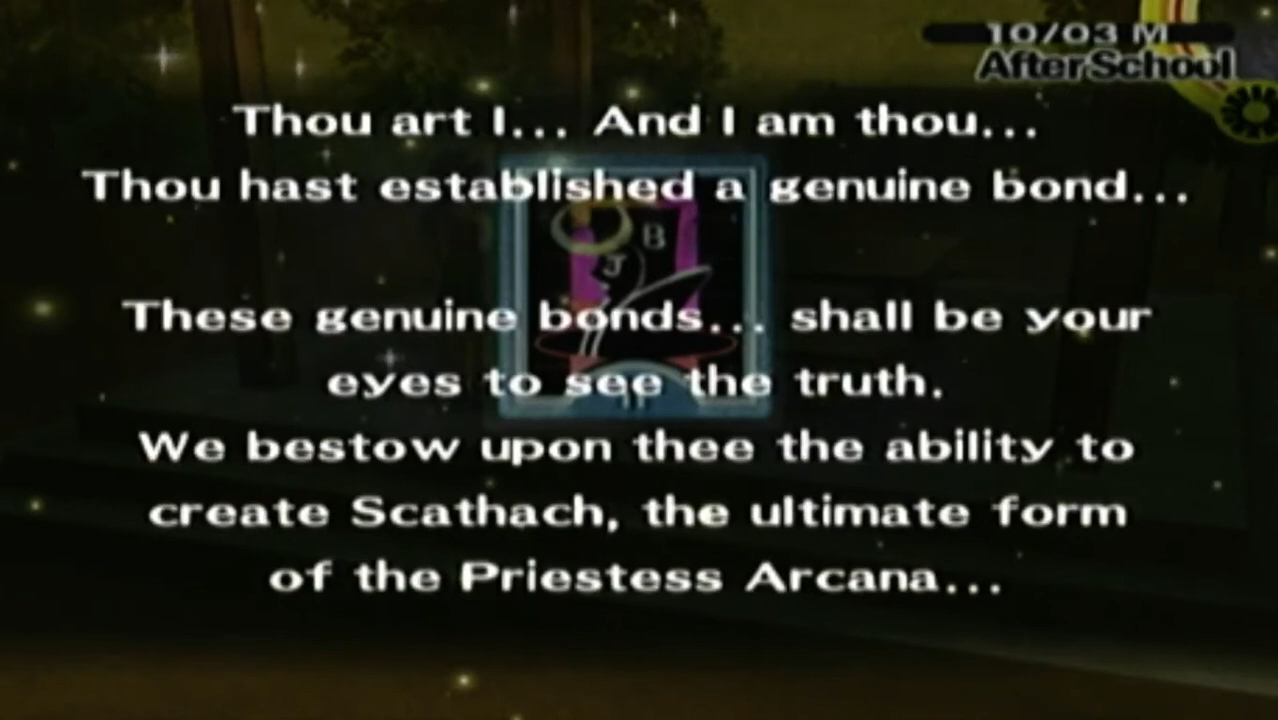 10/03 M
AfterSchool
Thou art I... And I am thou...
Thou hast established a genuine bond...
B
J
These genuine bonds... shall be your
eyes to see the truth.
We bestow upon thee the ability to
create Scathach, the ultimate form
of the Priestess Arcana...